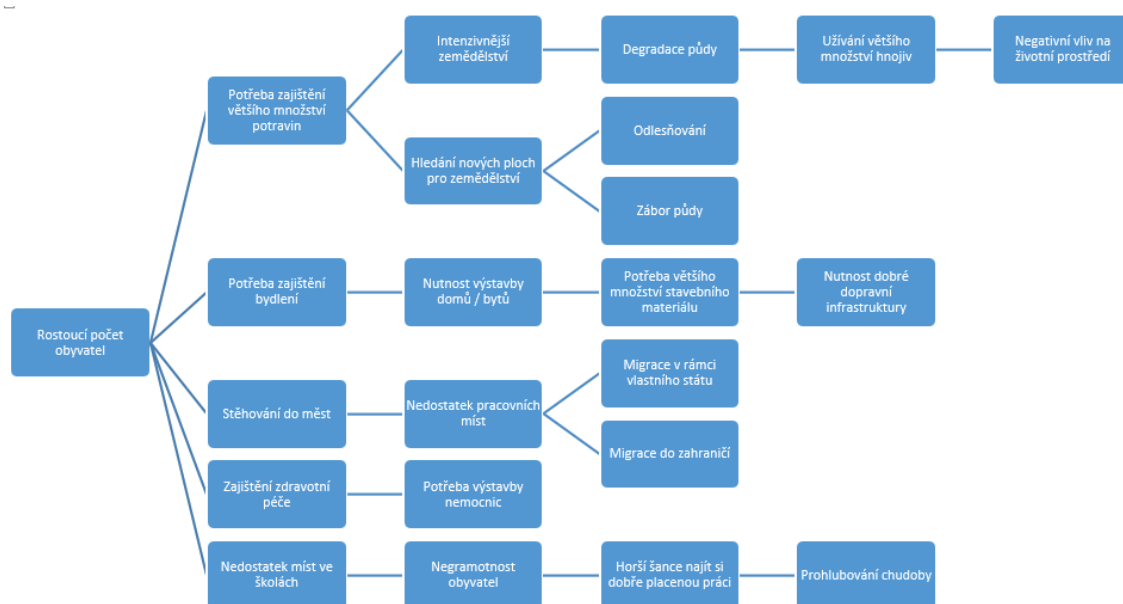 Intenzivnější
zemědělství
Degradace půdy
Užívání většího
množství hnojiv
Negativní vliv na
životní prostředí
Potřeba zajištění
většího množství
potravin
Odlesňování
Hledání nových ploch
pro zemědělství
Zábor půdy
Potřeba zajištění
bydlení
Nutnost výstavby
domů / bytů
Potřeba většího
množství stavebního
materiálu
Nutnost dobré
dopravní
infrastruktury
Rostoucí počet
obyvatel
Migrace v rámci
vlastního státu
Stěhování do měst
Nedostatek pracovních
míst
Migrace do zahraničí
Zajištění zdravotní
péče
Potřeba výstavby
nemocnic
Nedostatek míst ve
školách
Negramotnost
obyvatel
Horší šance najít si
dobře placenou práci
Prohlubování chudoby